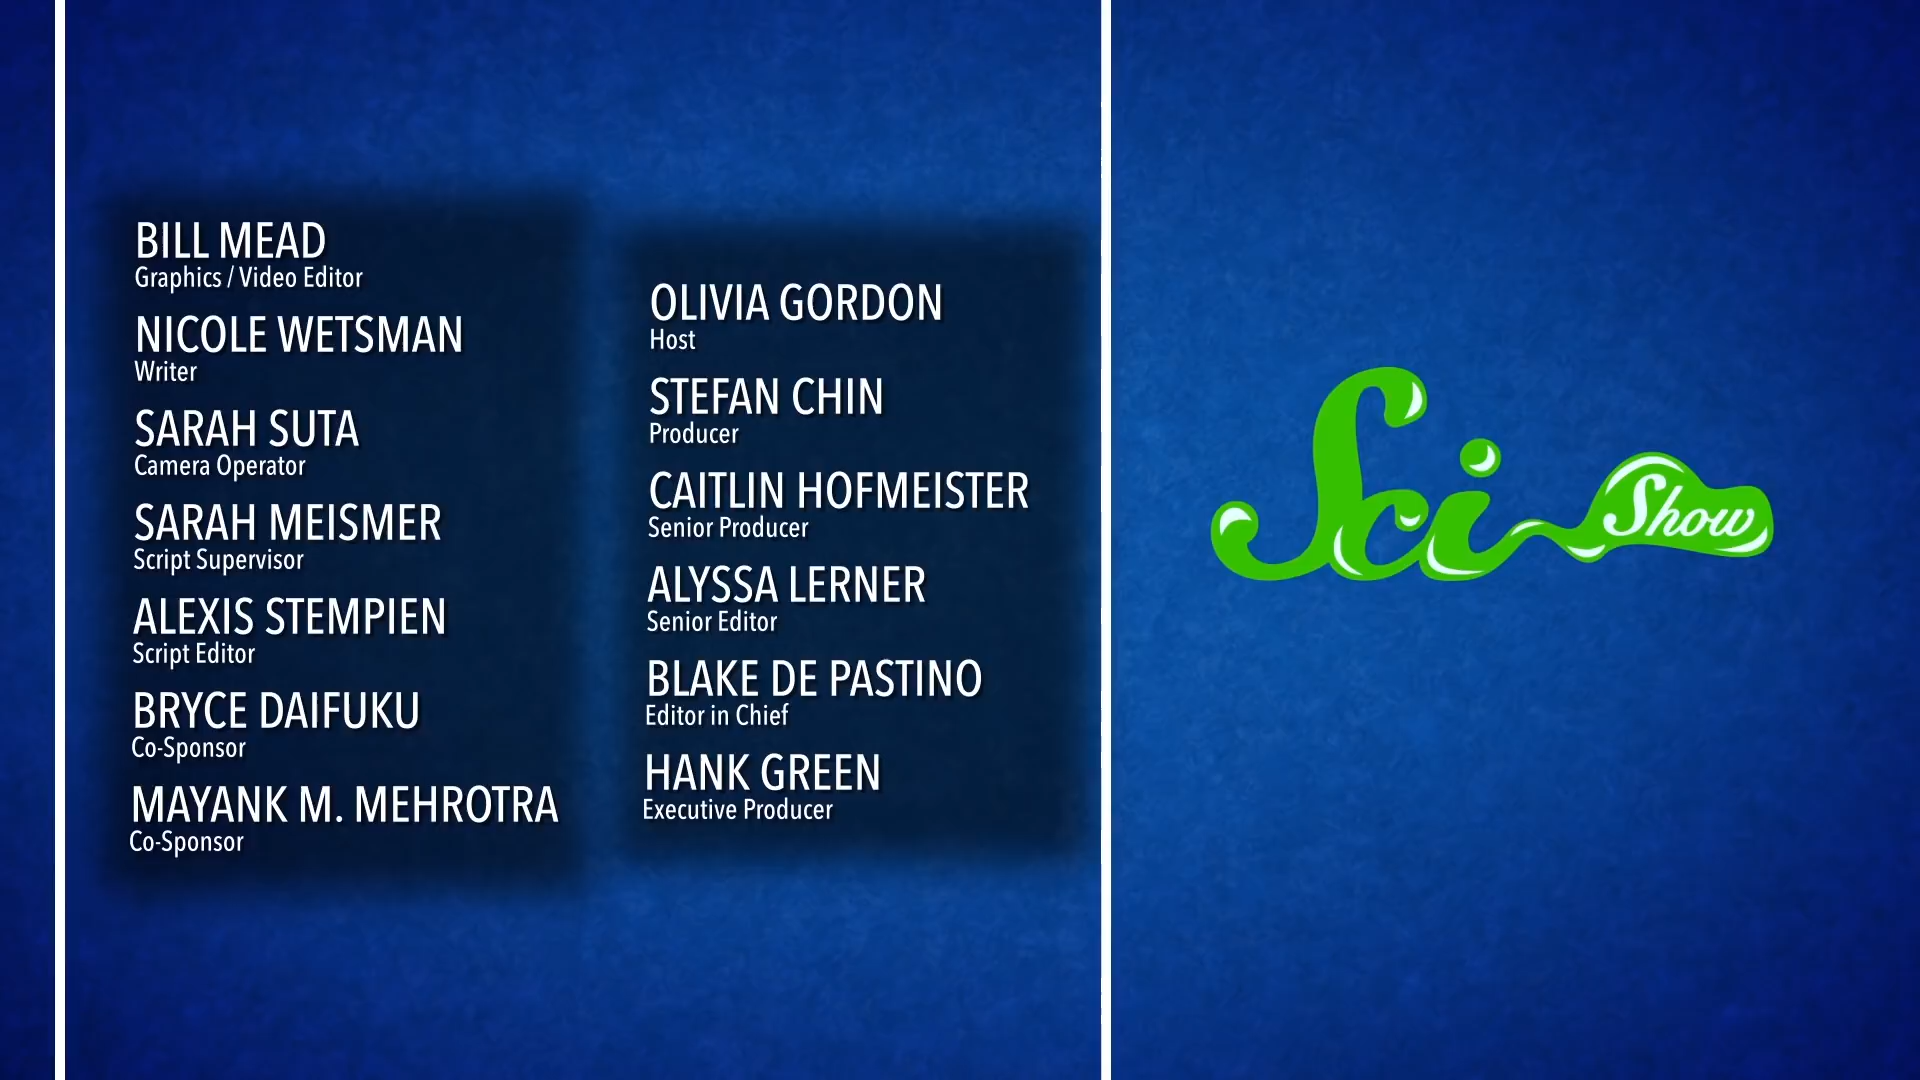 BILL MEAD
Graphics / Video Editor
NICOLE WETSMAN
Writer
SARAH SUTA
Camera Operator
SARAH MEISMER
Script Supervisor
ALEXIS STEMPIEN
Script Editor
BRYCE DAIFUKU
Co-Sponsor
MAYANK M. MEHROTRA
Co-Sponsor
OLIVIA GORDON
Host
STEFAN CHIN
Producer
CAITLIN HOFMEISTER
Senior Producer
ALYSSA LERNER
Senior Editor
BLAKE DE PASTINO
Editor in Chief
HANK GREEN
Executive Producer
Sci Show